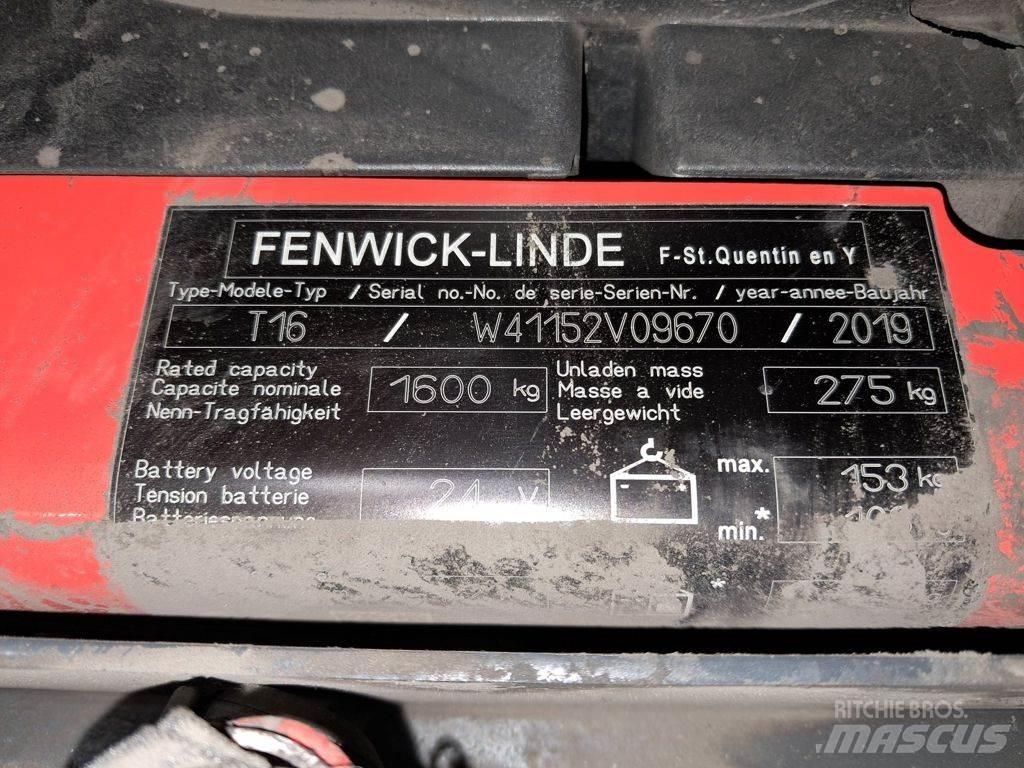 FENWICK-LINDE F-St.Quentin en Y
Type-Modele-Typ / Serial no.-No. de serie-Serien-Nr. / year-annee-Baujahr
T16 / W41152V09670 / 2019
Rated capacity
Capacite nominale
Nenn-Tragfähigkeit
1600 kg
Unladen mass
Masse a vide
Leergewicht
275 kg
Battery voltage
Tension batterie
24 V
max. 153 kg
min. *
*
RITCHIE BROS.
MASCUS